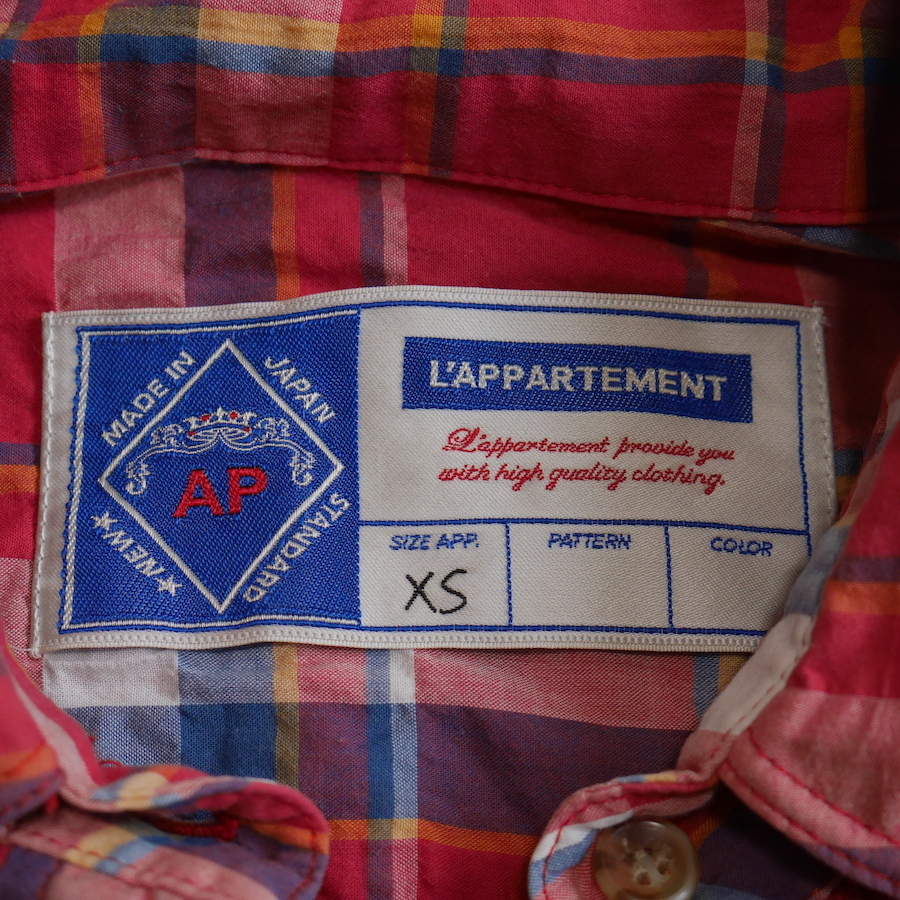 MADE IN
JAPAN
AP
★NEW★
STANDARD
L'APPARTEMENT
L'appartement provide you
with high quality clothing.
SIZE APP.
PATTERN
COLOR
XS